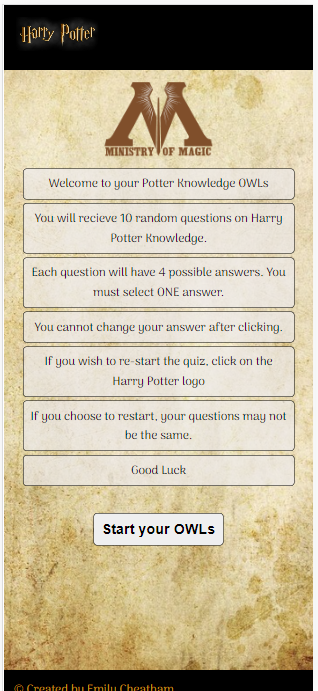 Harry Potter
MINISTRY OF MAGIC
Welcome to your Potter Knowledge OWLs
You will recieve 10 random questions on Harry
Potter Knowledge.
Each question will have 4 possible answers. You
must select ONE answer.
You cannot change your answer after clicking.
If you wish to re-start the quiz, click on the
Harry Potter logo
If you choose to restart, your questions may not
be the same.
Good Luck
Start your OWLs
© Created by Emily Cheatham